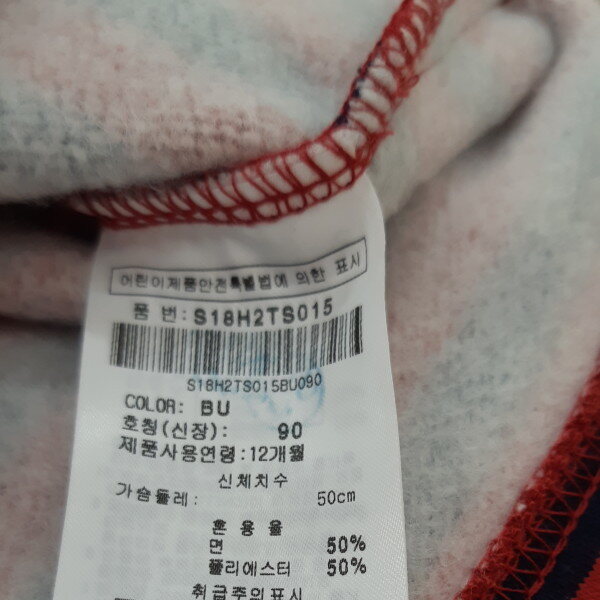 어린이제품안전특별법에 의한 표시
품 번: S18H2TS015
S18H2TS015BU090
COLOR: BU
호칭(신장): 90
제품사용연령: 12개월
신체치수
가슴둘레: 50cm
혼용율
면 50%
폴리에스터 50%
취급주의표시